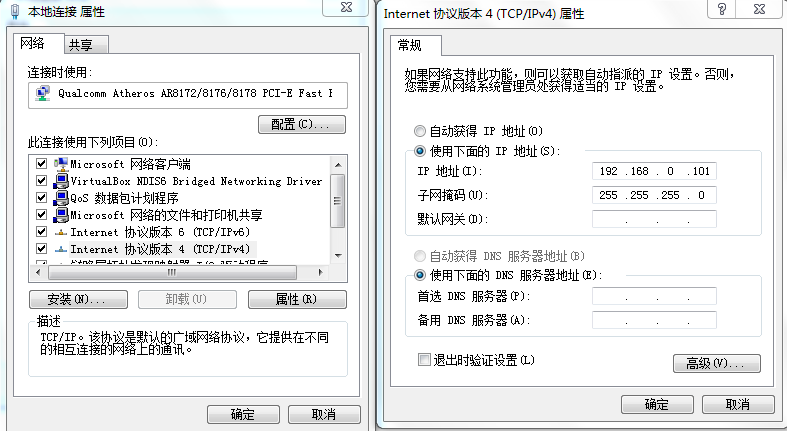 本地连接 属性
网络
共享
连接时使用:
Qualcomm Atheros AR8172/8176/8178 PCI-E Fast
配置(C)...
此连接使用下列项目(O):
Microsoft 网络客户端
VirtualBox NDIS6 Bridged Networking Driver
QoS 数据包计划程序
Microsoft 网络的文件和打印机共享
Internet 协议版本 6 (TCP/IPv6)
Internet 协议版本 4 (TCP/IPv4)
安装(N)...
卸载(U)
属性(R)
描述
TCP/IP。该协议是默认的广域网络协议，它提供在不同
的相互连接的网络上的通讯。
确定
取消
Internet 协议版本 4 (TCP/IPv4) 属性
常规
如果网络支持此功能，则可以获取自动指派的 IP 设置。否则，
您需要从网络系统管理员处获得适当的 IP 设置。
自动获得 IP 地址(O)
使用下面的 IP 地址(S):
IP 地址(I):
192 .168 . 0 .101
子网掩码(U):
255 .255 .255 . 0
默认网关(D):
. . .
自动获得 DNS 服务器地址(B)
使用下面的 DNS 服务器地址(E):
首选 DNS 服务器(P):
. . .
备用 DNS 服务器(A):
. . .
退出时验证设置(L)
高级(V)...
确定
取消